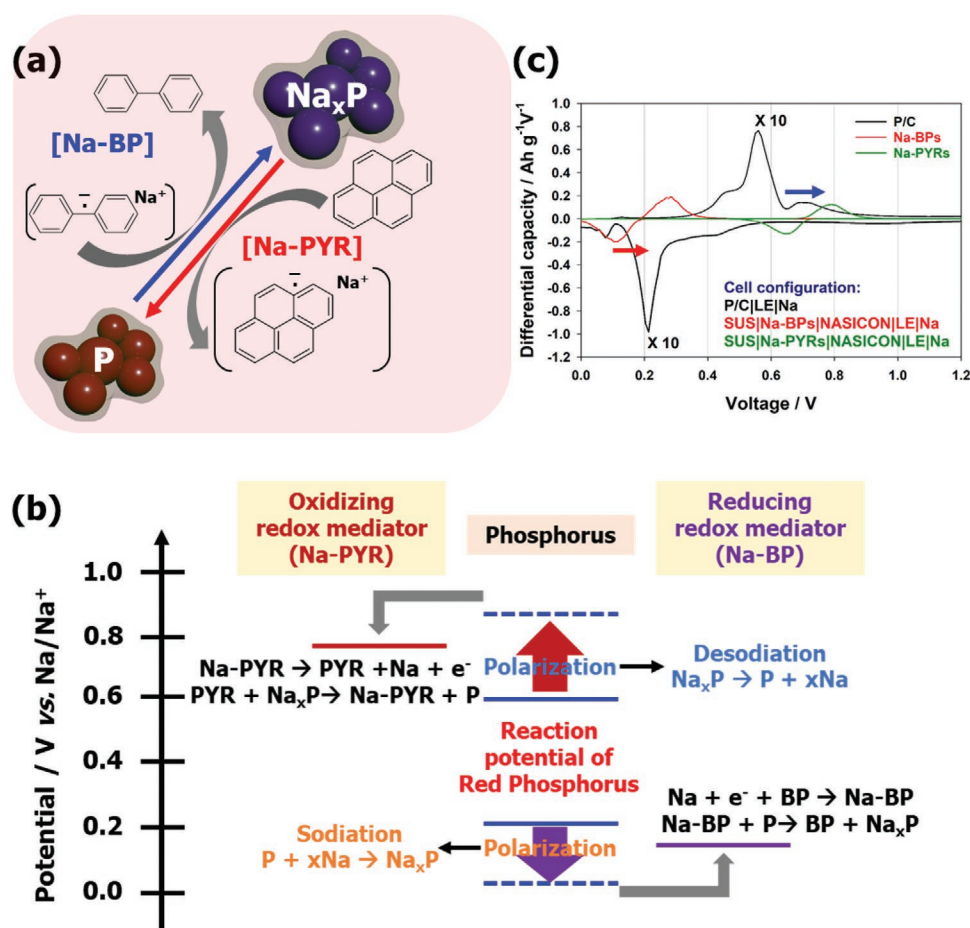 (a)
[Na-BP]
Na⁺
NaₓP
[Na-PYR]
Na⁺
P
(c)
Differential capacity / Ah g⁻¹V⁻¹
1.0
0.8
0.6
0.4
0.2
0.0
-0.2
-0.4
-0.6
-0.8
-1.0
-1.2
X 10
P/C
Na-BPs
Na-PYRs
X 10
Cell configuration:
P/C|LE|Na
SUS|Na-BPs|NASICON|LE|Na
SUS|Na-PYRs|NASICON|LE|Na
0.0 0.2 0.4 0.6 0.8 1.0 1.2
Voltage / V
(b)
Oxidizing
redox mediator
(Na-PYR)
Phosphorus
Reducing
redox mediator
(Na-BP)
Potential / V vs. Na/Na⁺
1.0
0.8
0.6
0.4
0.2
0.0
Na-PYR → PYR +Na + e⁻
PYR + NaₓP→ Na-PYR + P
Polarization
Desodiation
NaₓP → P + xNa
Reaction
potential of
Red Phosphorus
Sodiation
P + xNa → NaₓP
Polarization
Na + e⁻ + BP → Na-BP
Na-BP + P→ BP + NaₓP